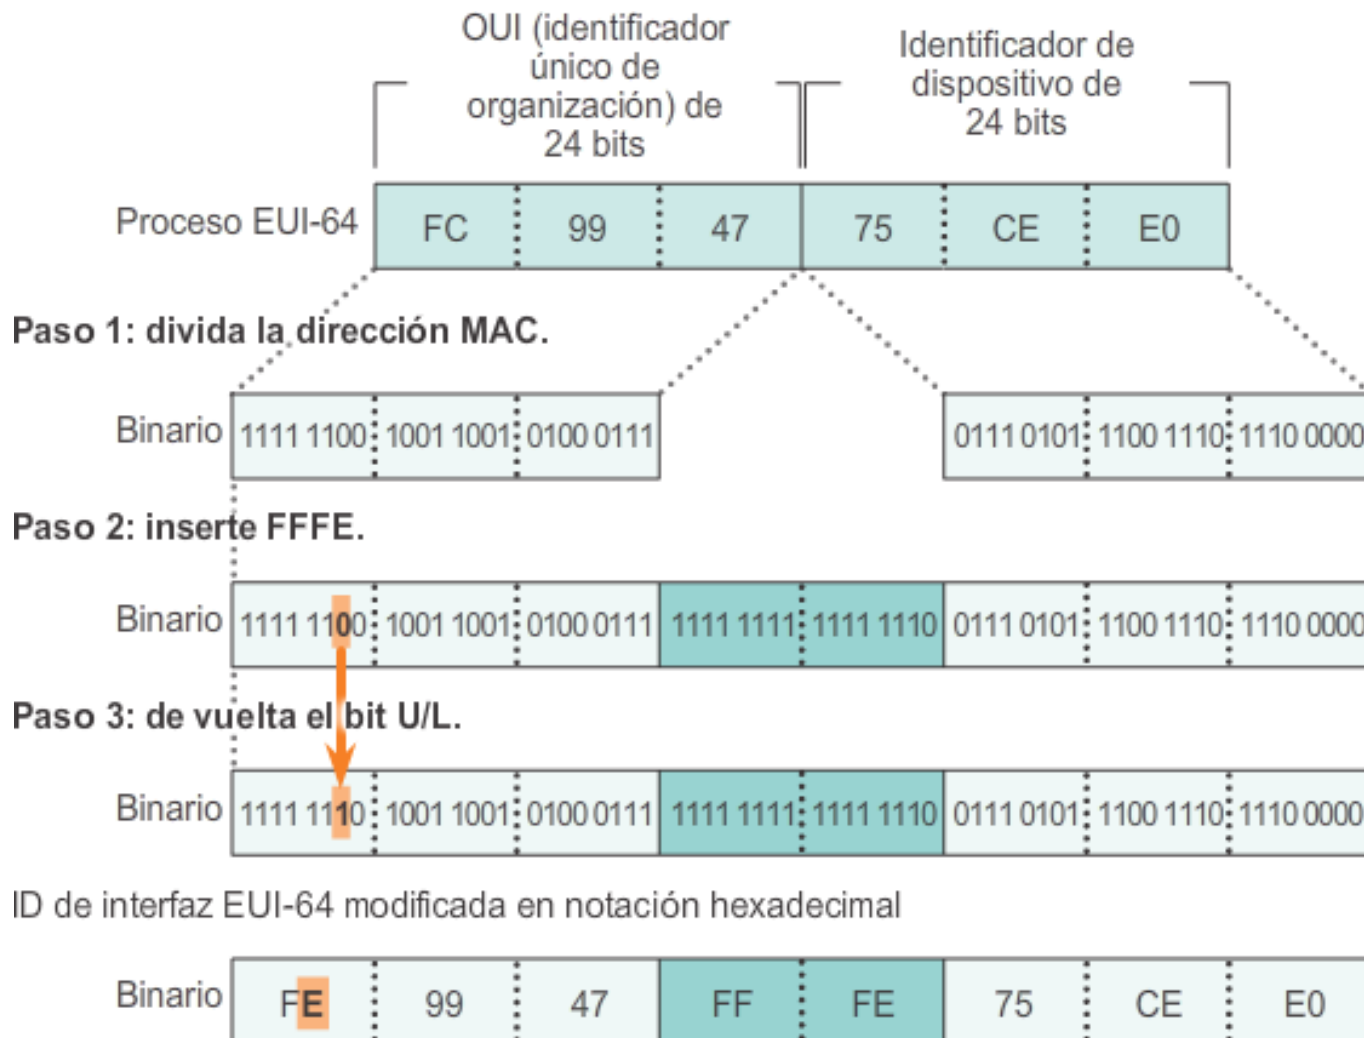 OUI (identificador
único de
organización) de
24 bits
Identificador de
dispositivo de
24 bits
Proceso EUI-64 FC 99 47 75 CE E0
Paso 1: divida la dirección MAC.
Binario 1111 1100 1001 1001 0100 0111 0111 0101 1100 1110 1110 0000
Paso 2: inserte FFFE.
Binario 1111 1100 1001 1001 0100 0111 1111 1111 1111 1110 0111 0101 1100 1110 1110 0000
Paso 3: de vuelta el bit U/L.
Binario 1111 1110 1001 1001 0100 0111 1111 1111 1111 1110 0111 0101 1100 1110 1110 0000
ID de interfaz EUI-64 modificada en notación hexadecimal
Binario FE 99 47 FF FE 75 CE E0